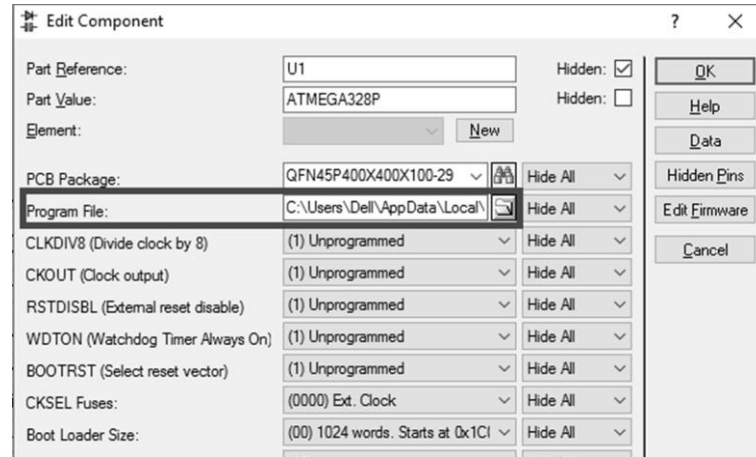 Edit Component ? ×
Part Reference: U1 Hidden: OK
Part Value: ATMEGA328P Hidden: Help
Element: New Data
PCB Package: QFN45P400X400X100-29 Hide All Hidden Pins
Program File: C:\Users\Dell\AppData\Local\ Hide All Edit Firmware
CLKDIV8 (Divide clock by 8) (1) Unprogrammed Hide All Cancel
CKOUT (Clock output) (1) Unprogrammed Hide All
RSTDISBL (External reset disable) (1) Unprogrammed Hide All
WDTON (Watchdog Timer Always On) (1) Unprogrammed Hide All
BOOTRST (Select reset vector) (1) Unprogrammed Hide All
CKSEL Fuses: (0000) Ext. Clock Hide All
Boot Loader Size: (00) 1024 words. Starts at 0x1C( Hide All